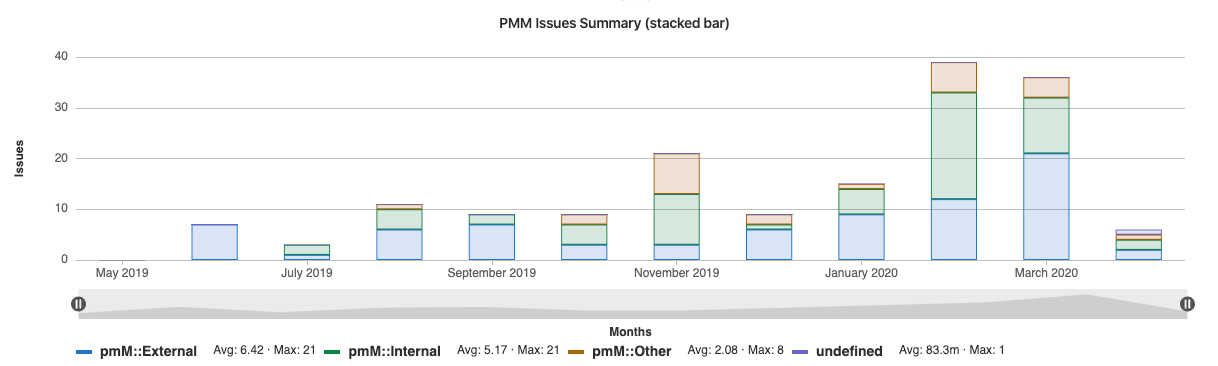 PMM Issues Summary (stacked bar)
40
30
20
10
0
Issues
May 2019 July 2019 September 2019 November 2019 January 2020 March 2020
Months
pmM::External Avg: 6.42 · Max: 21 pmM::Internal Avg: 5.17 · Max: 21 pmM::Other Avg: 2.08 · Max: 8 undefined Avg: 83.3m · Max: 1